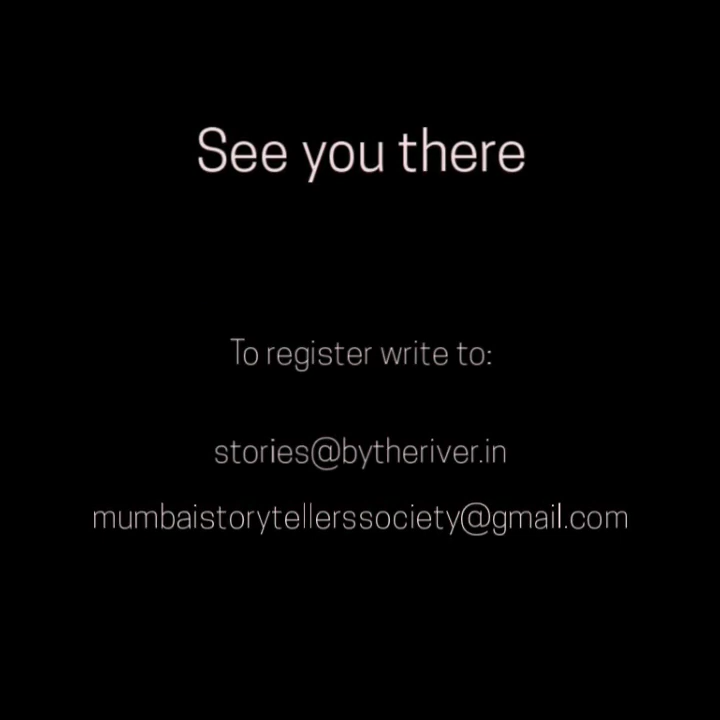 See you there
To register write to:
stories@bytheriver.in
mumbaistorytellerssociety@gmail.com